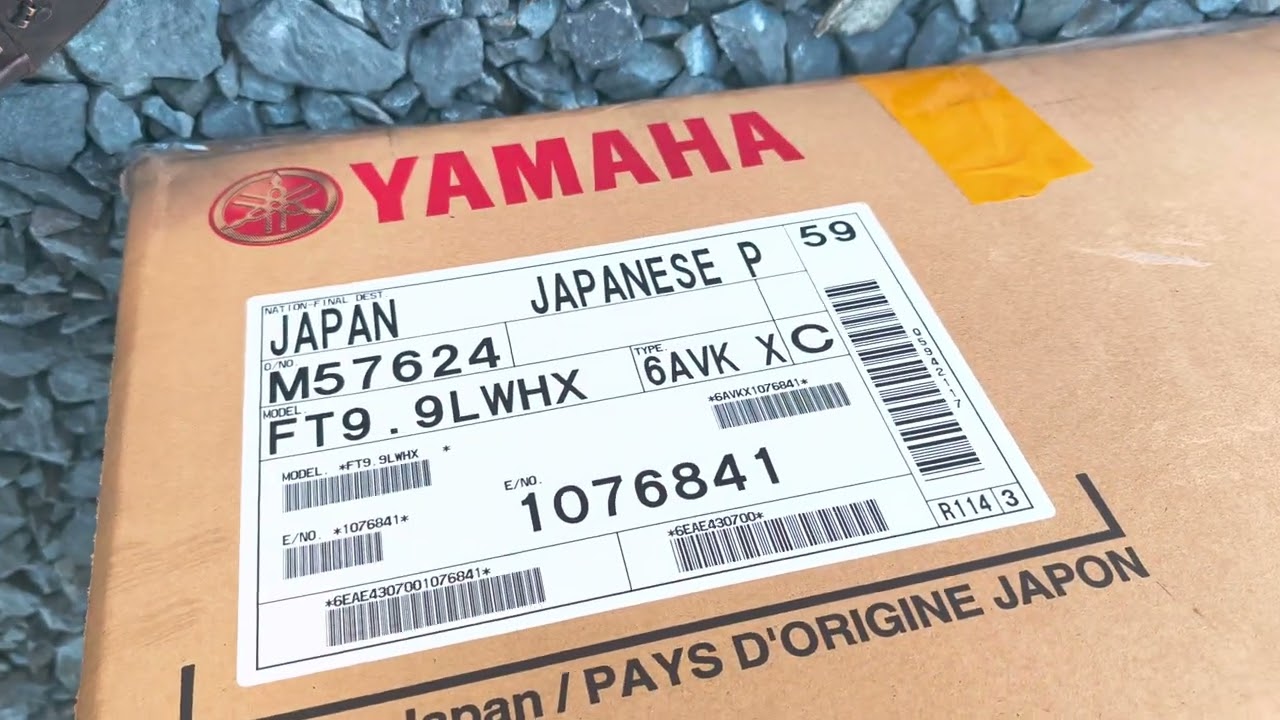 YAMAHA
NATION-FINAL DEST
JAPAN JAPANESE P 59
O/NO.
M57624
MODEL.
FT9.9LWHX
TYPE.
6AVK X C
0594217
MODEL. *FT9.9LWHX *
*6AVKX1076841*
E/NO.
1076841
E/NO. *1076841*
*6EAE4307001076841*
*6EAE430700*
R114 3
Japan / PAYS D'ORIGINE JAPON